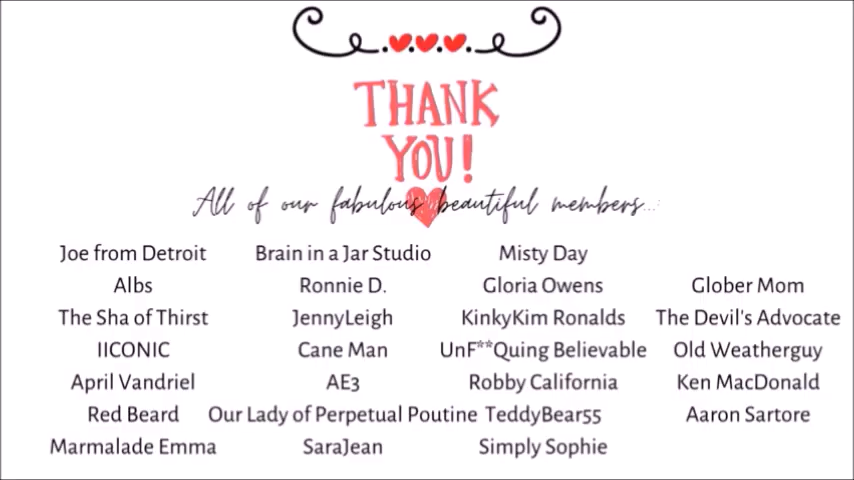 THANK
YOU!
All of our fabulous beautiful members...
Joe from Detroit Brain in a Jar Studio Misty Day
Albs Ronnie D. Gloria Owens Glober Mom
The Sha of Thirst JennyLeigh KinkyKim Ronalds The Devil's Advocate
IICONIC Cane Man UnF**Quing Believable Old Weatherguy
April Vandriel AE3 Robby California Ken MacDonald
Red Beard Our Lady of Perpetual Poutine TeddyBear55 Aaron Sartore
Marmalade Emma SaraJean Simply Sophie